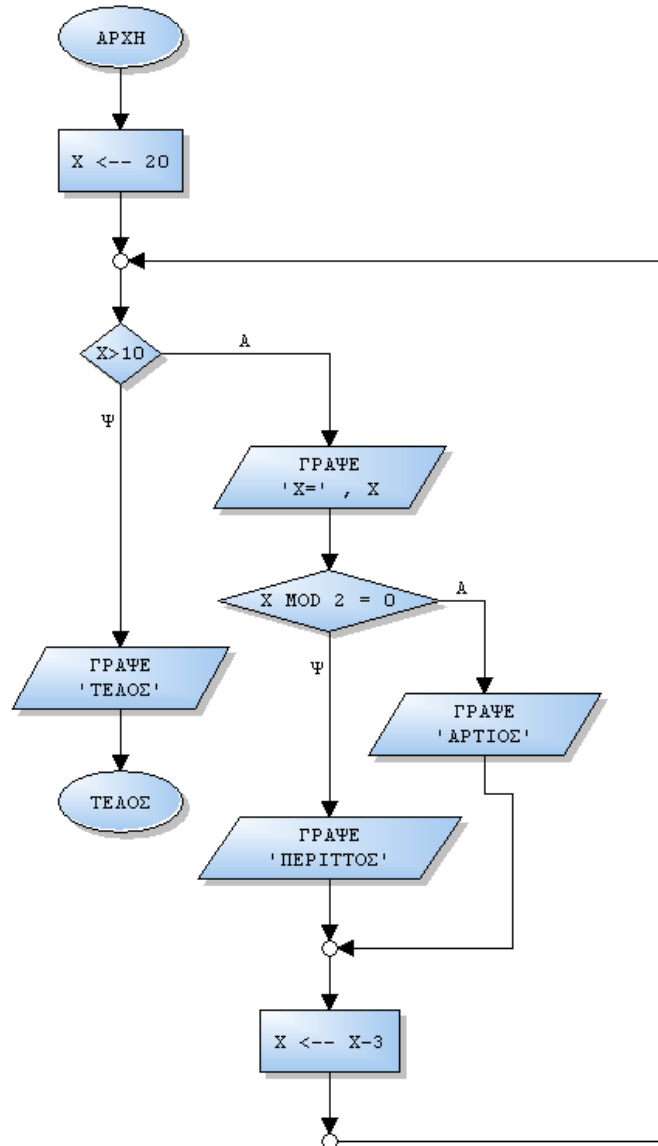 ΑΡΧΗ
X <-- 20
X>10
Α
Ψ
ΓΡΑΨΕ
'X=' , X
X MOD 2 = 0
Α
Ψ
ΓΡΑΨΕ
'ΤΕΛΟΣ'
ΓΡΑΨΕ
'ΑΡΤΙΟΣ'
ΤΕΛΟΣ
ΓΡΑΨΕ
'ΠΕΡΙΤΤΟΣ'
X <-- X-3